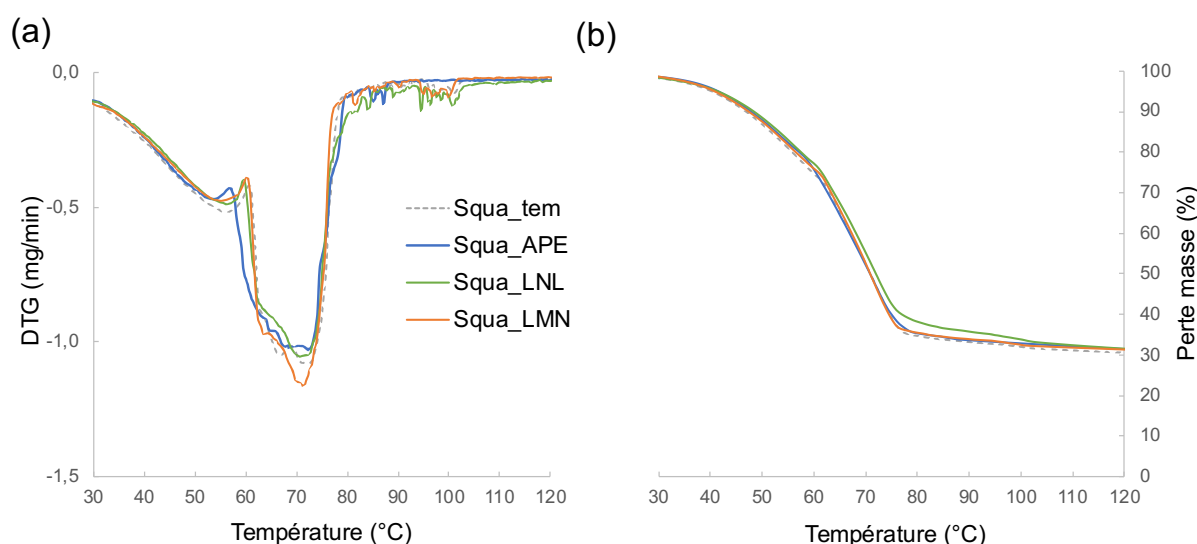 (a)
0,0
-0,5
-1,0
-1,5
DTG (mg/min)
30 40 50 60 70 80 90 100 110 120
Température (°C)
Squa_tem
Squa_APE
Squa_LNL
Squa_LMN
(b)
100
90
80
70
60
50
40
30
20
10
0
Perte masse (%)
30 40 50 60 70 80 90 100 110 120
Température (°C)